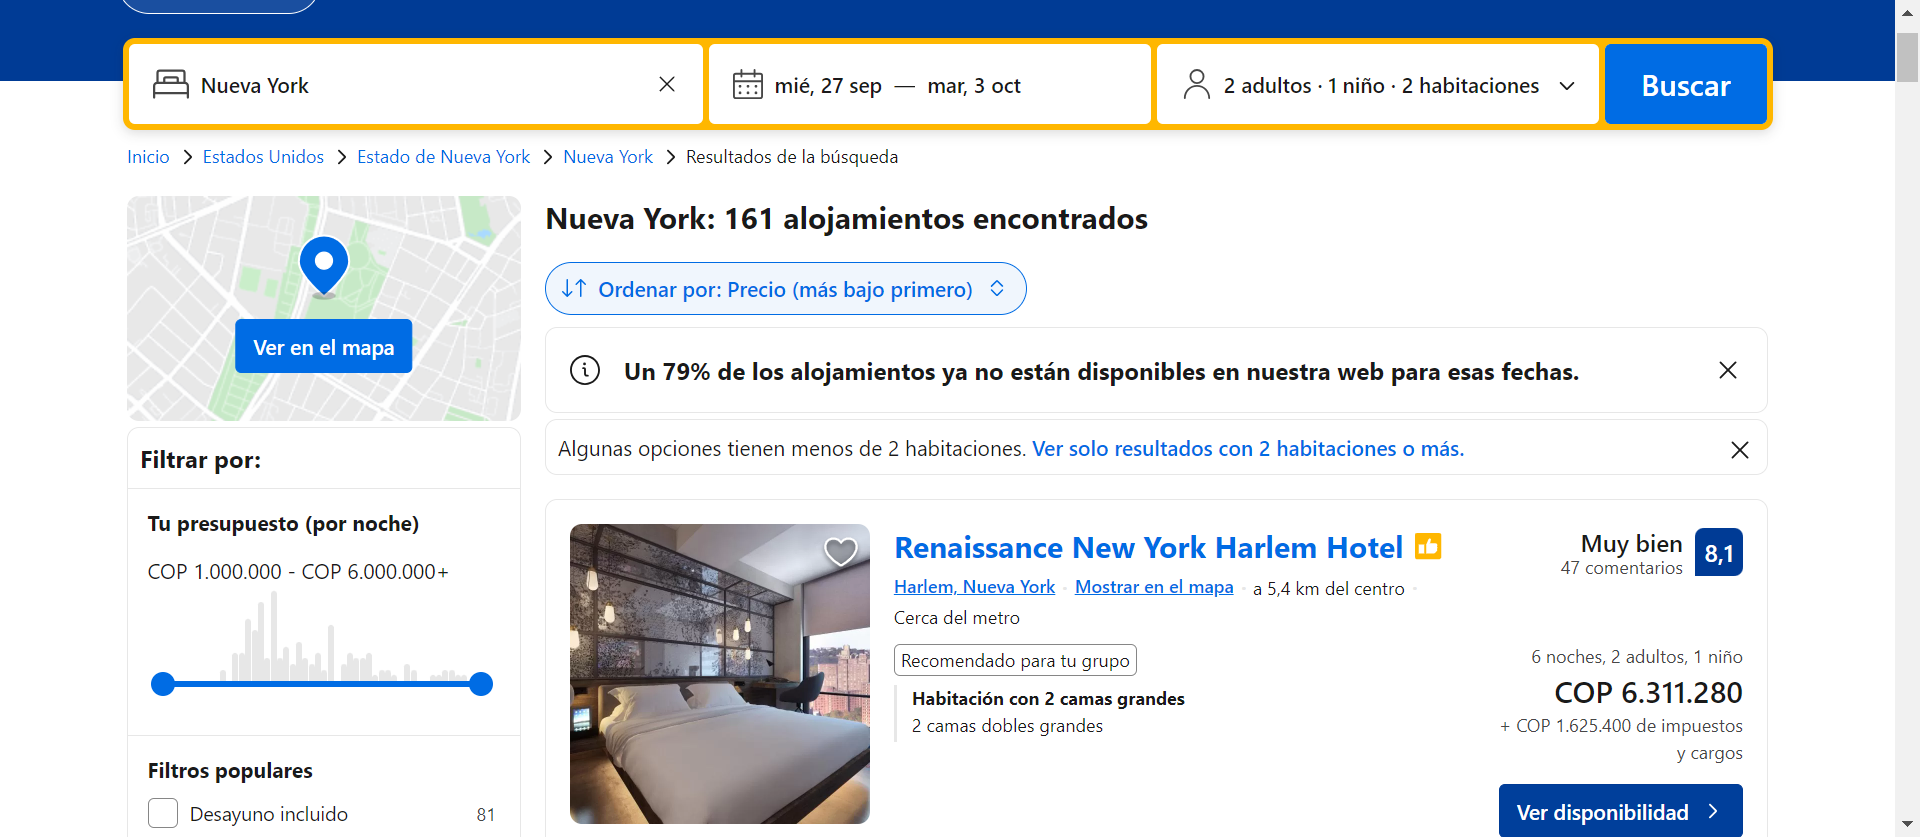 Nueva York
mié, 27 sep — mar, 3 oct
2 adultos · 1 niño · 2 habitaciones
Buscar
Inicio > Estados Unidos > Estado de Nueva York > Nueva York > Resultados de la búsqueda
Ver en el mapa
Filtrar por:
Tu presupuesto (por noche)
COP 1.000.000 - COP 6.000.000+
Filtros populares
Desayuno incluido 81
Nueva York: 161 alojamientos encontrados
Ordenar por: Precio (más bajo primero)
Un 79% de los alojamientos ya no están disponibles en nuestra web para esas fechas.
Algunas opciones tienen menos de 2 habitaciones. Ver solo resultados con 2 habitaciones o más.
Renaissance New York Harlem Hotel
Harlem, Nueva York · Mostrar en el mapa · a 5,4 km del centro ·
Cerca del metro
Recomendado para tu grupo
Habitación con 2 camas grandes
2 camas dobles grandes
Muy bien 8,1
47 comentarios
6 noches, 2 adultos, 1 niño
COP 6.311.280
+ COP 1.625.400 de impuestos
y cargos
Ver disponibilidad